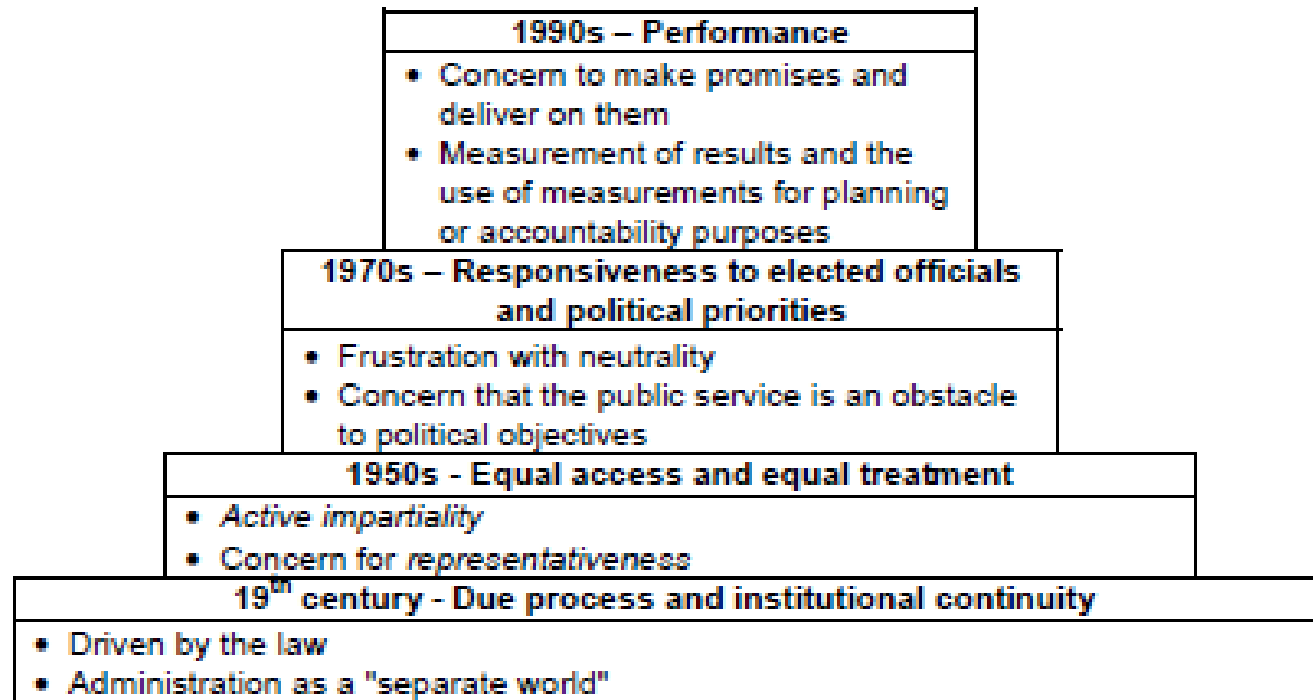 1990s – Performance
• Concern to make promises and
deliver on them
• Measurement of results and the
use of measurements for planning
or accountability purposes
1970s – Responsiveness to elected officials
and political priorities
• Frustration with neutrality
• Concern that the public service is an obstacle
to political objectives
1950s - Equal access and equal treatment
• Active impartiality
• Concern for representativeness
19th century - Due process and institutional continuity
• Driven by the law
• Administration as a "separate world"